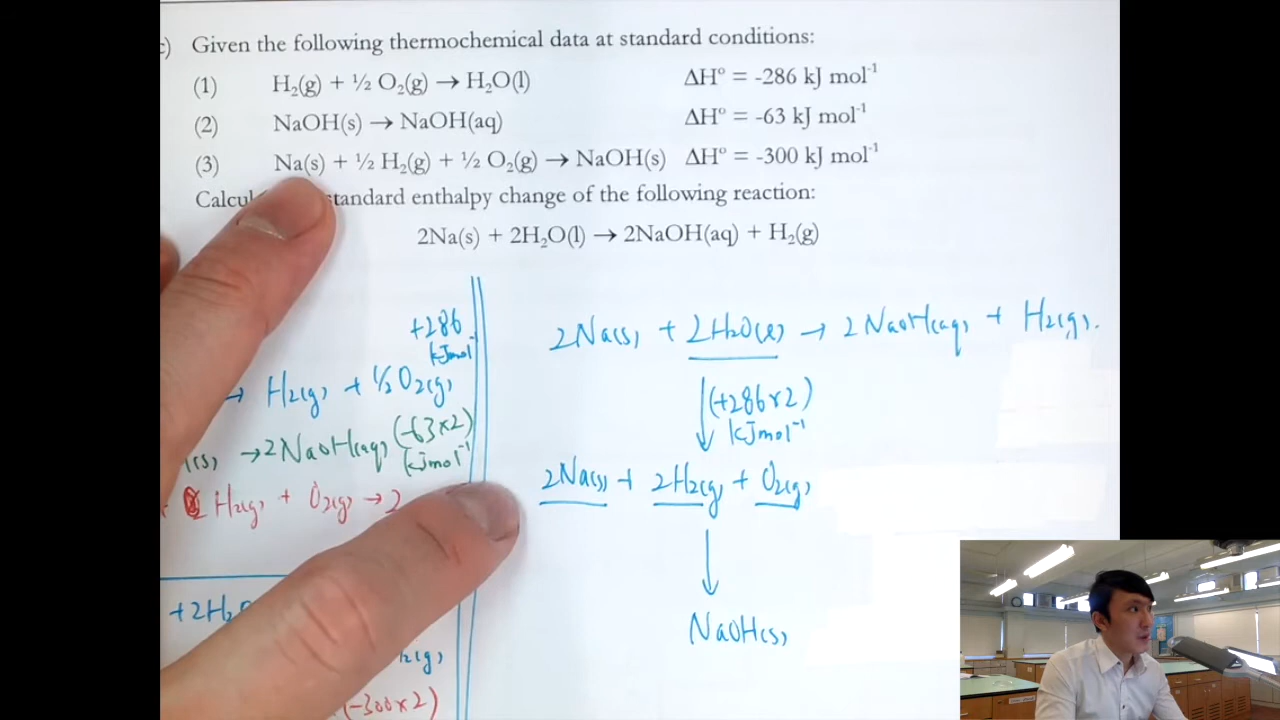 Given the following thermochemical data at standard conditions:
(1) H₂(g) + ½ O₂(g) → H₂O(l) ΔH° = -286 kJ mol⁻¹
(2) NaOH(s) → NaOH(aq) ΔH° = -63 kJ mol⁻¹
(3) Na(s) + ½ H₂(g) + ½ O₂(g) → NaOH(s) ΔH° = -300 kJ mol⁻¹
standard enthalpy change of the following reaction:
2Na(s) + 2H₂O(l) → 2NaOH(aq) + H₂(g)
+286
kJmol⁻
→ H₂(g) + ½O₂(g)
(s) → 2NaOH(aq) (-63×2)
kJmol⁻¹
H₂(g) + O₂(g) → 2
+2H₂
H₂(g)
(-300×2)
2Na(s) + 2H₂O(l) → 2NaOH(aq) + H₂(g).
(+286×2)
kJmol⁻¹
2Na(s) + 2H₂(g) + O₂(g)
NaOH(s)